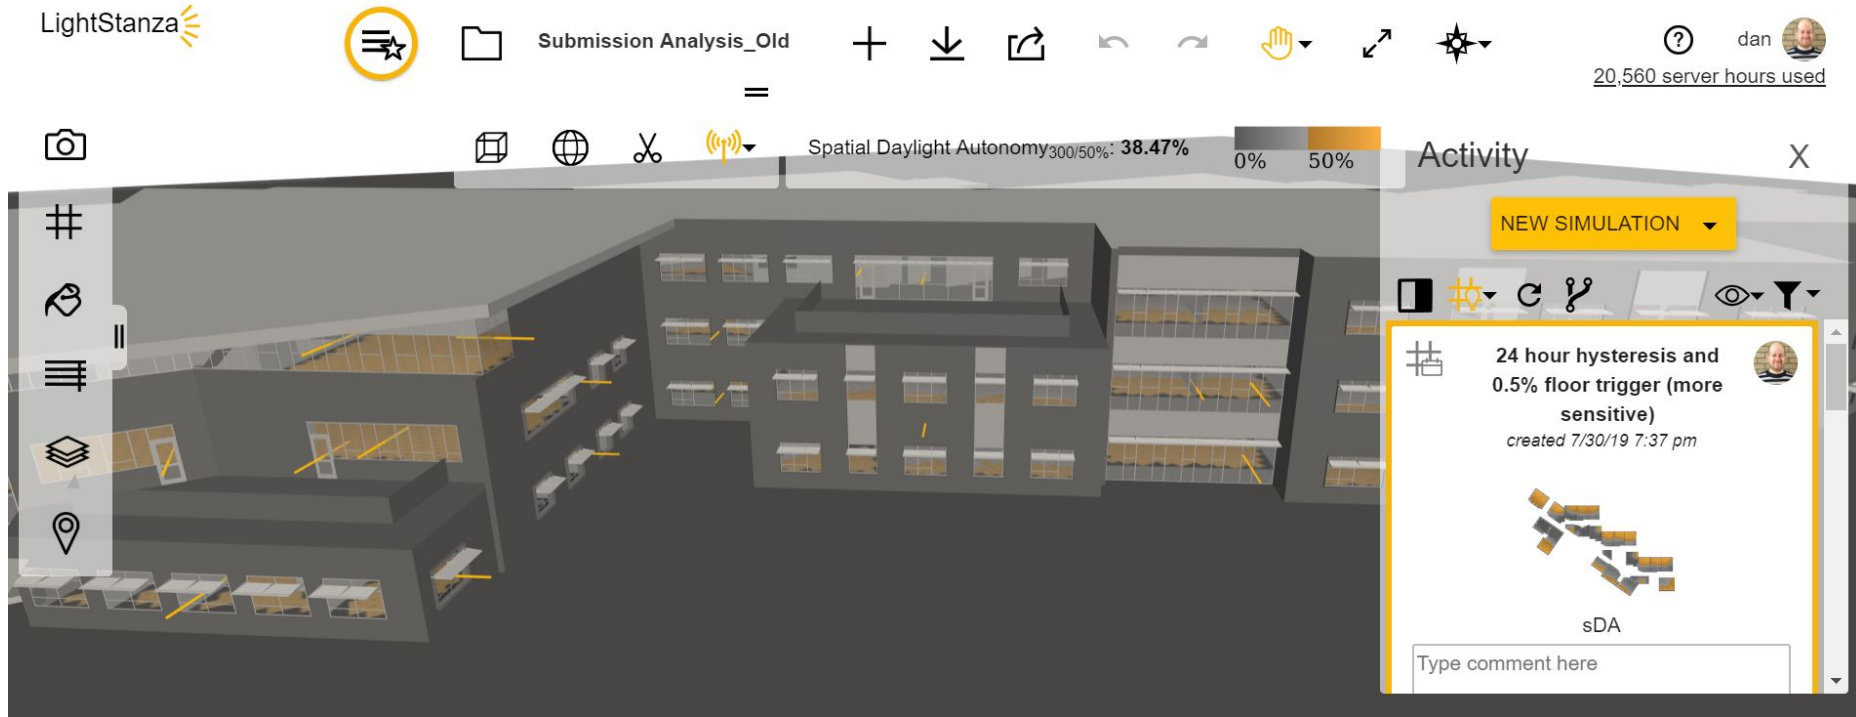 LightStanza
Submission Analysis_Old
dan
20,560 server hours used
Spatial Daylight Autonomy300/50%: 38.47%
0% 50%
Activity
X
NEW SIMULATION
24 hour hysteresis and
0.5% floor trigger (more
sensitive)
created 7/30/19 7:37 pm
sDA
Type comment here